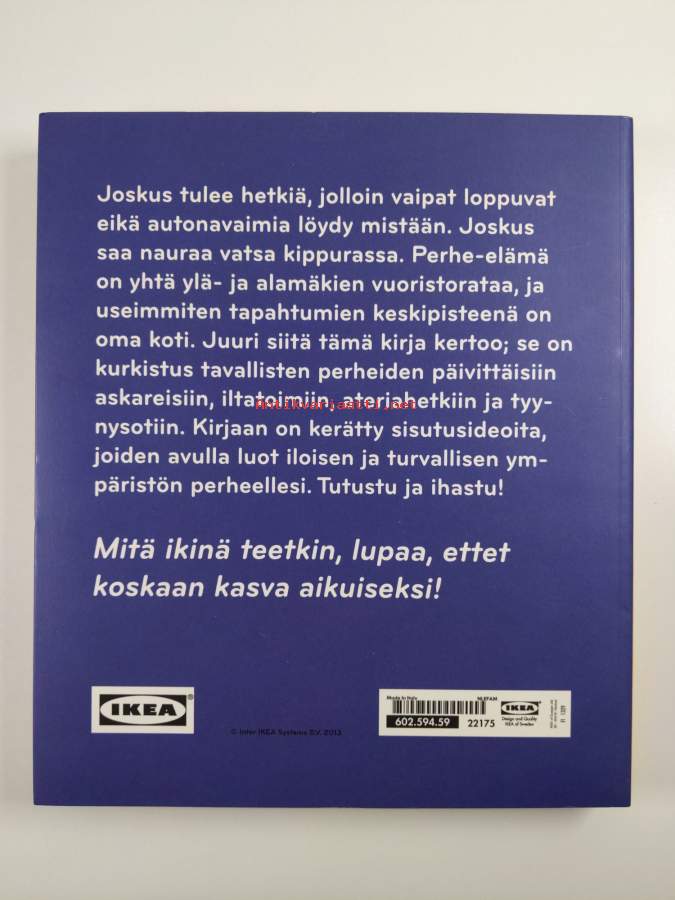 Joskus tulee hetkiä, jolloin vaipat loppuvat
eikä autonavaimia löydy mistään. Joskus
saa nauraa vatsa kippurassa. Perhe-elämä
on yhtä ylä- ja alamäkien vuoristorataa, ja
useimmiten tapahtumien keskipisteenä on
oma koti. Juuri siitä tämä kirja kertoo; se on
kurkistus tavallisten perheiden päivittäisiin
askareisiin, iltatoimiin, ateriahetkiin ja tyy-
Antikvariaatti.net
nysotiin. Kirjaan on kerätty sisutusideoita,
joiden avulla luot iloisen ja turvallisen ym-
päristön perheellesi. Tutustu ja ihastu!
Mitä ikinä teetkin, lupaa, ettet
koskaan kasva aikuiseksi!
IKEA®
© Inter IKEA Systems B.V. 2013
Made in Italy NLEFAM
602.594.59 22175
IKEA
Design and Quality
IKEA of Sweden